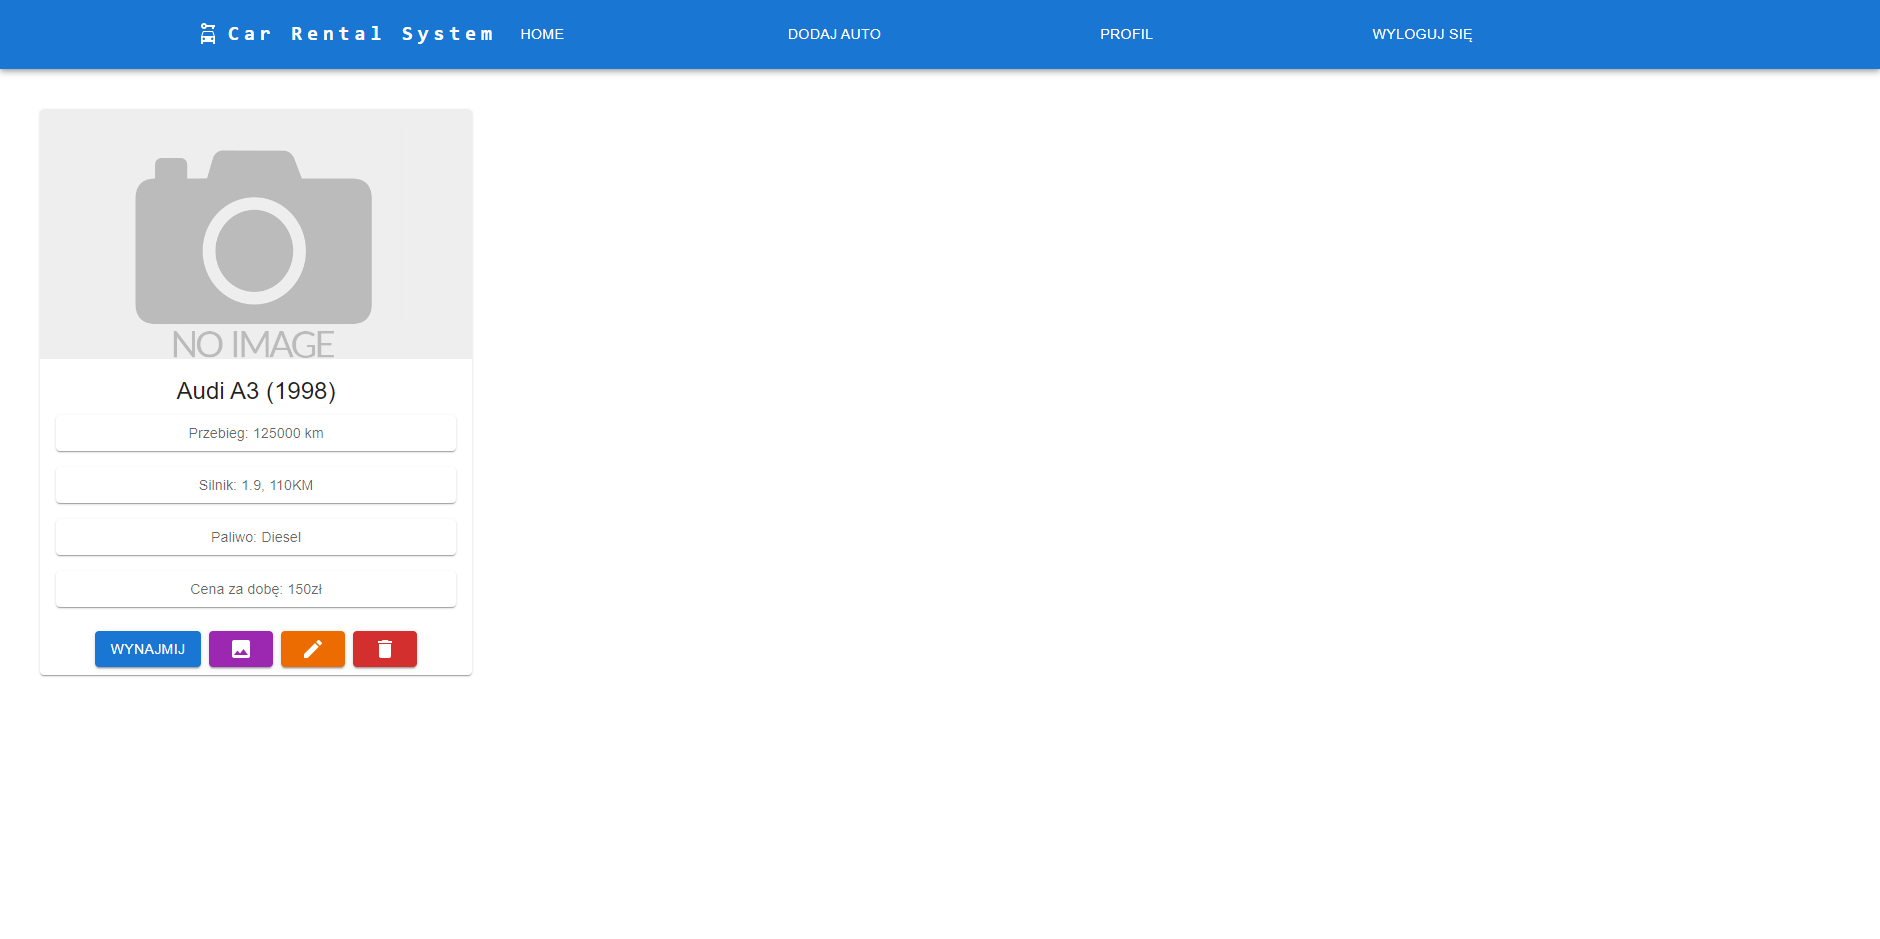 Car Rental System HOME DODAJ AUTO PROFIL WYLOGUJ SIĘ
NO IMAGE
Audi A3 (1998)
Przebieg: 125000 km
Silnik: 1.9, 110KM
Paliwo: Diesel
Cena za dobę: 150zł
WYNAJMIJ